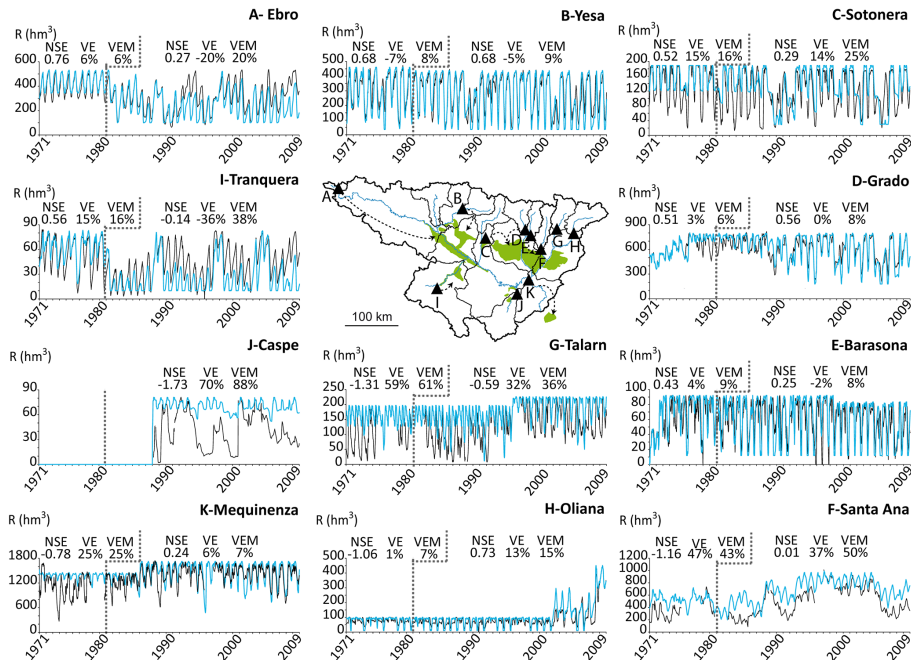 A- Ebro
R (hm³)
NSE VE VEM NSE VE VEM
0.76 6% 6% 0.27 -20% 20%
600
400
200
0
1971 1980 1990 2000 2009
B-Yesa
NSE VE VEM NSE VE VEM
0.68 -7% 8% 0.68 -5% 9%
500
400
300
200
100
0
1971 1980 1990 2000 2009
C-Sotonera
R (hm³)
NSE VE VEM NSE VE VEM
0.52 15% 16% 0.29 14% 25%
200
160
120
80
40
0
1971 1980 1990 2000 2009
I-Tranquera
R (hm³)
NSE VE VEM NSE VE VEM
0.56 15% 16% -0.14 -36% 38%
90
60
30
0
1971 1980 1990 2000 2009
A
B
C
D
E
F
G
H
I
J
K
100 km
D-Grado
R (hm³)
NSE VE VEM NSE VE VEM
0.51 3% 6% 0.56 0% 8%
900
600
300
0
1971 1980 1990 2000 2009
J-Caspe
R (hm³)
NSE VE VEM
-1.73 70% 88%
90
60
30
0
1971 1980 1990 2000 2009
G-Talarn
NSE VE VEM NSE VE VEM
-1.31 59% 61% -0.59 32% 36%
250
200
150
100
50
0
1971 1980 1990 2000 2009
E-Barasona
R (hm³)
NSE VE VEM NSE VE VEM
0.43 4% 9% 0.25 -2% 8%
100
80
60
40
20
0
1971 1980 1990 2000 2009
K-Mequinenza
R (hm³)
NSE VE VEM NSE VE VEM
-0.78 25% 25% 0.24 6% 7%
1800
1200
600
0
1971 1980 1990 2000 2009
H-Oliana
NSE VE VEM NSE VE VEM
-1.06 1% 7% 0.73 13% 15%
500
400
300
200
100
0
1971 1980 1990 2000 2009
F-Santa Ana
R (hm³)
NSE VE VEM NSE VE VEM
-1.16 47% 43% 0.01 37% 50%
1200
1000
800
600
400
200
0
1971 1980 1990 2000 2009